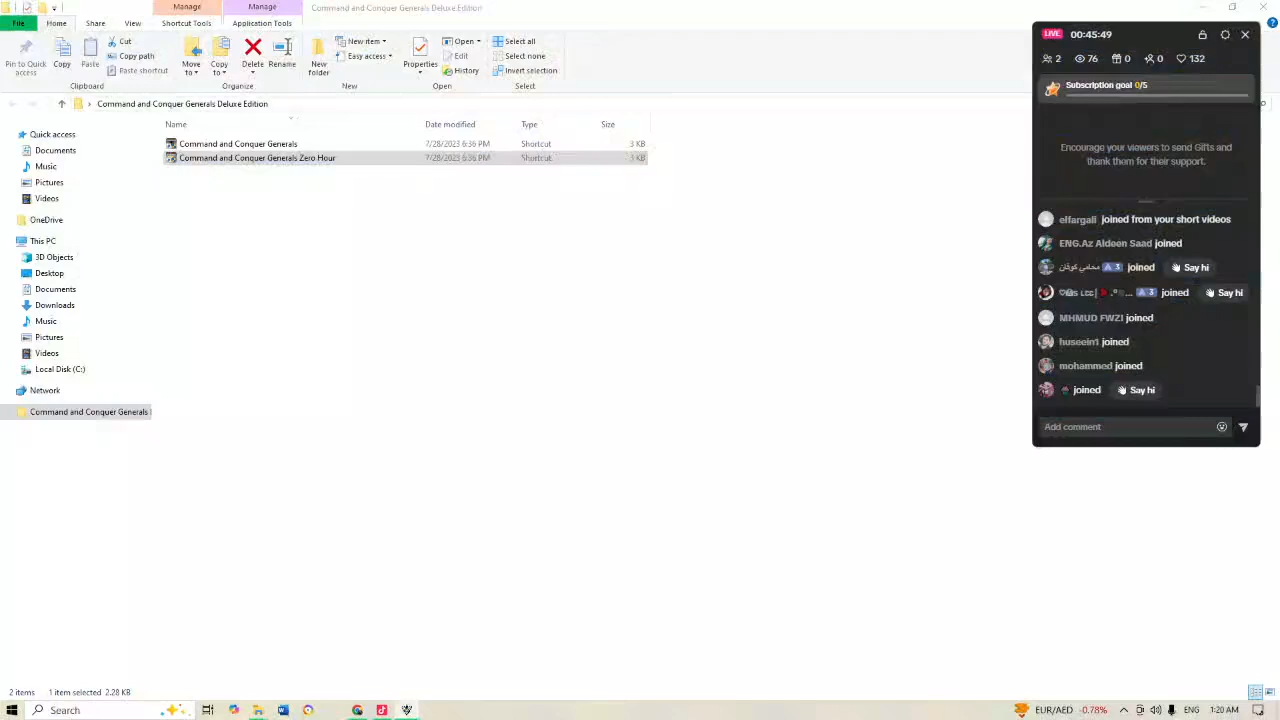 Manage
Manage
Command and Conquer Generals Deluxe Edition
File
Home
Share
View
Shortcut Tools
Application Tools
Pin to Quick access
Copy
Paste
Cut
Copy path
Paste shortcut
Move to
Copy to
Delete
Rename
New folder
New item
Easy access
Properties
Open
Edit
History
Select all
Select none
Invert selection
Clipboard
Organize
New
Open
Select
Command and Conquer Generals Deluxe Edition
Name
Date modified
Type
Size
Command and Conquer Generals
7/28/2023 6:36 PM
Shortcut
3 KB
Command and Conquer Generals Zero Hour
7/28/2023 6:36 PM
Shortcut
3 KB
Quick access
Documents
Music
Pictures
Videos
OneDrive
This PC
3D Objects
Desktop
Documents
Downloads
Music
Pictures
Videos
Local Disk (C:)
Network
Command and Conquer Generals
LIVE
00:45:49
2
76
0
0
132
Subscription goal 0/5
Encourage your viewers to send Gifts and
thank them for their support.
elfargali joined from your short videos
ENG.Az Aldeen Saad joined
محامي كوفان 3 joined Say hi
3 joined Say hi
MHMUD FWZI joined
huseein1 joined
mohammed joined
joined Say hi
Add comment
2 items
1 item selected 2.28 KB
Search
EUR/AED -0.78%
ENG
1:20 AM